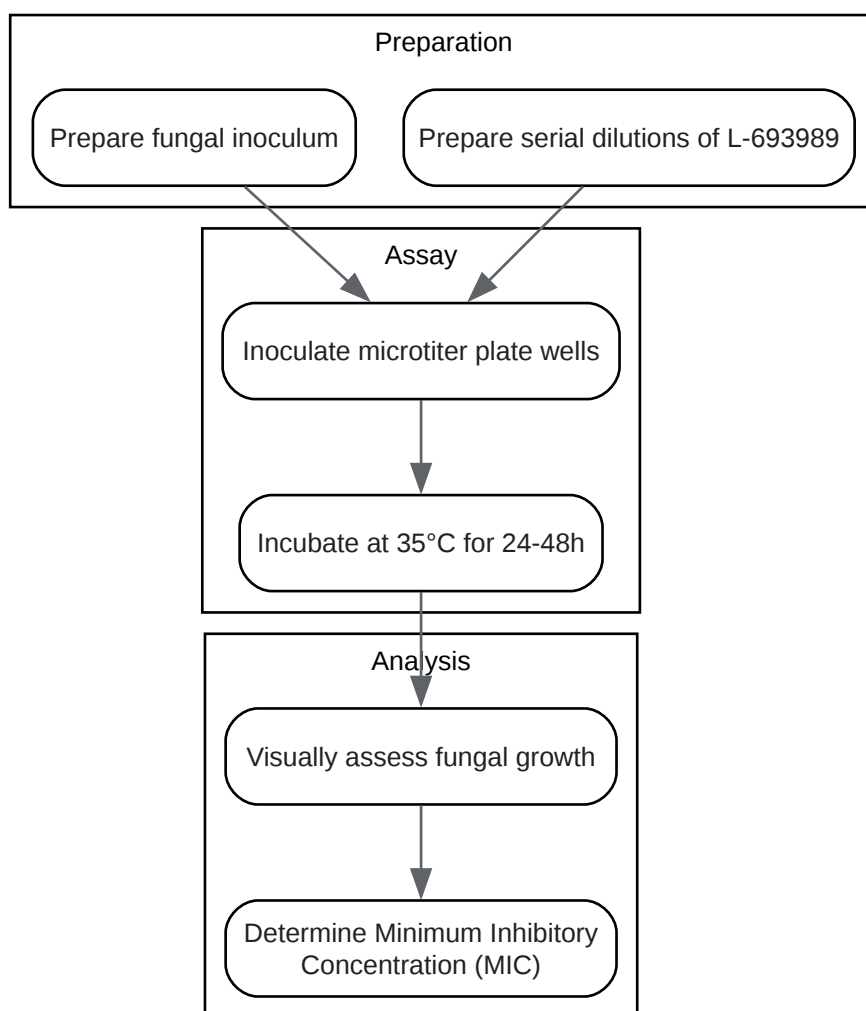 Preparation
Prepare fungal inoculum
Prepare serial dilutions of L-693989
Assay
Inoculate microtiter plate wells
Incubate at 35°C for 24-48h
Analysis
Visually assess fungal growth
Determine Minimum Inhibitory
Concentration (MIC)